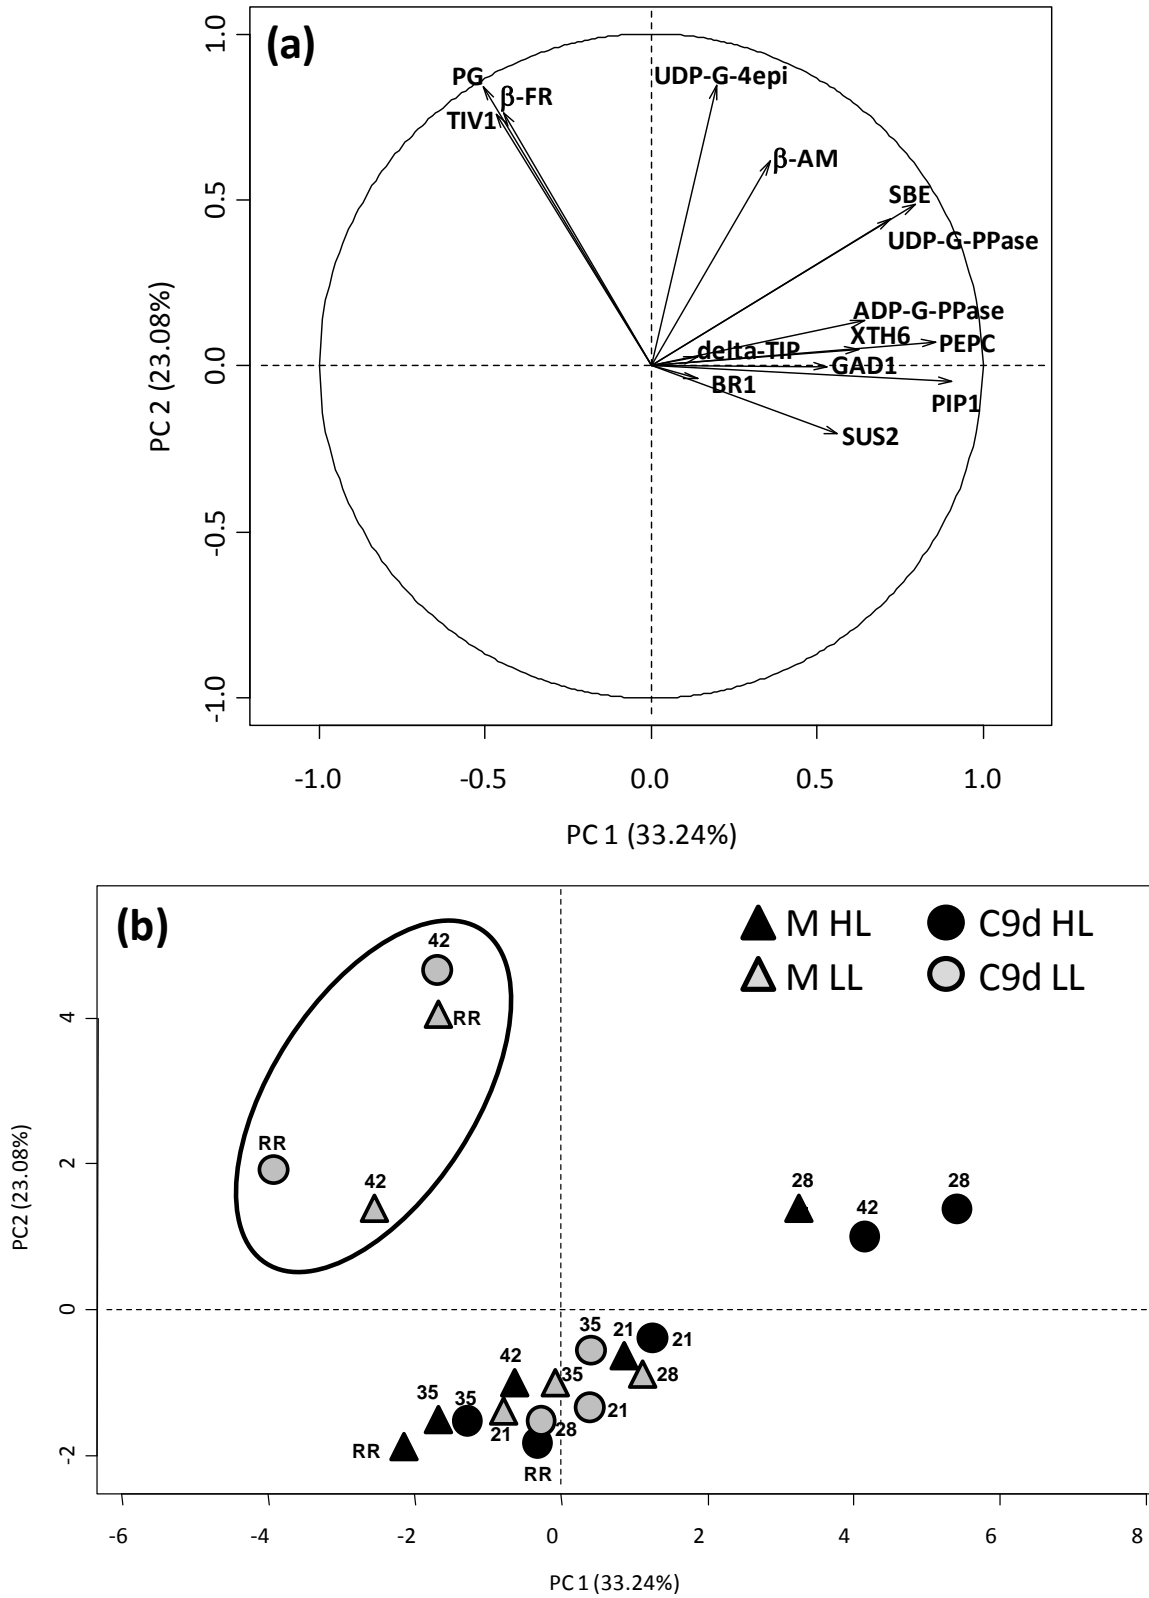 (a)
1.0
0.5
0.0
-0.5
-1.0
PC 2 (23.08%)
PG
β-FR
TIV1
UDP-G-4epi
β-AM
SBE
UDP-G-PPase
ADP-G-PPase
XTH6
PEPC
delta-TIP
GAD1
BR1
PIP1
SUS2
-1.0 -0.5 0.0 0.5 1.0
PC 1 (33.24%)
(b)
M HL C9d HL
M LL C9d LL
4
2
0
-2
PC2 (23.08%)
42
RR
RR
42
28
42
28
35
21
21
42
35
28
35
35
21
28
21
RR
RR
-6 -4 -2 0 2 4 6 8
PC 1 (33.24%)